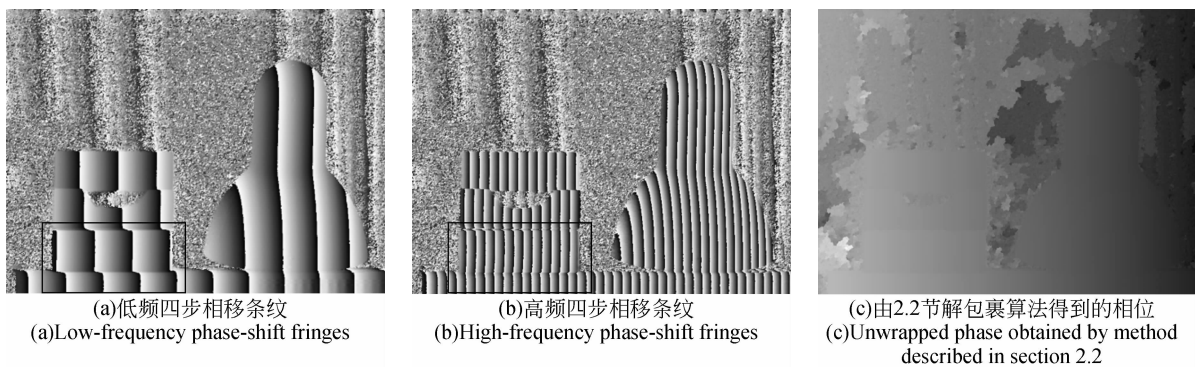 (a)低频四步相移条纹
(a)Low-frequency phase-shift fringes
(b)高频四步相移条纹
(b)High-frequency phase-shift fringes
(c)由2.2节解包裹算法得到的相位
(c)Unwrapped phase obtained by method
described in section 2.2